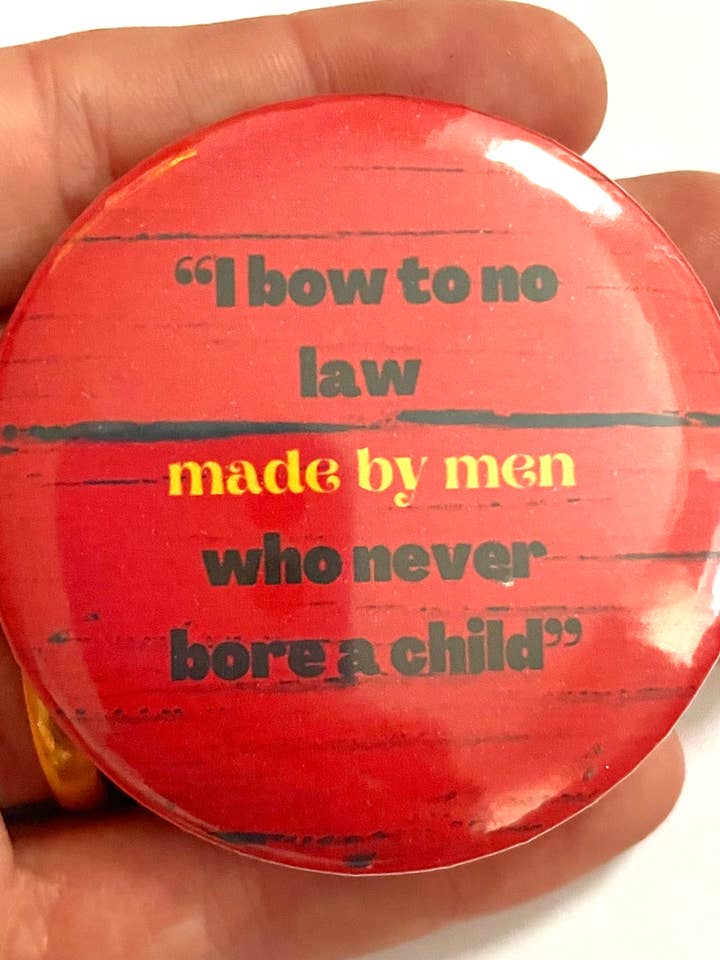 “I bow to no
law
made by men
who never
bore a child”